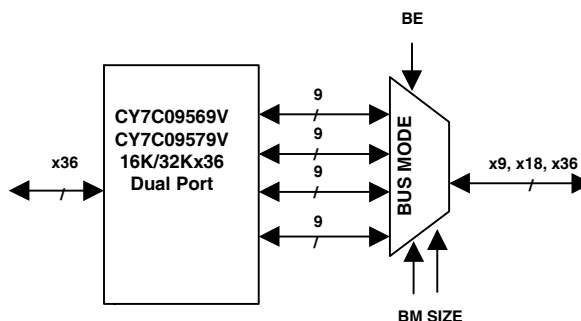 BE
CY7C09569V
CY7C09579V
16K/32Kx36
Dual Port
x36
9
9
9
9
BUS MODE
x9, x18, x36
BM SIZE